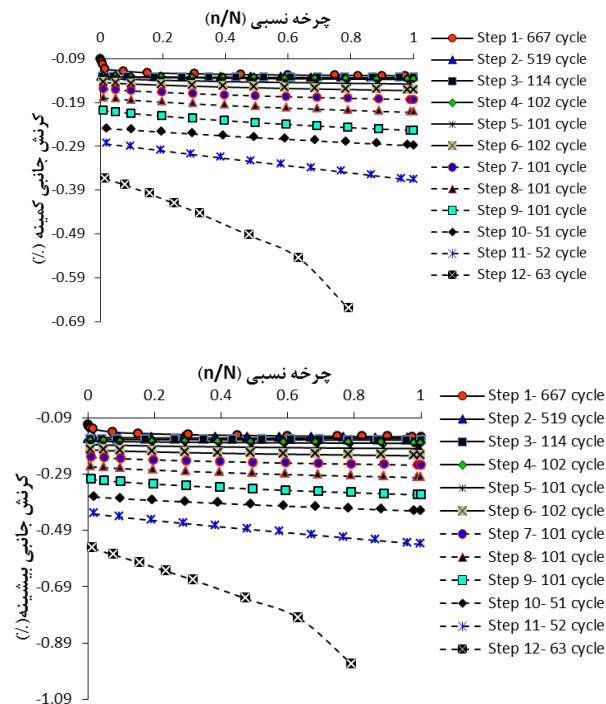 چرخه نسبی (n/N)
0 0.2 0.4 0.6 0.8 1
-0.09
-0.19
-0.29
-0.39
-0.49
-0.59
-0.69
کرنش جانبی کمینه (٪)
Step 1- 667 cycle
Step 2- 519 cycle
Step 3- 114 cycle
Step 4- 102 cycle
Step 5- 101 cycle
Step 6- 102 cycle
Step 7- 101 cycle
Step 8- 101 cycle
Step 9- 101 cycle
Step 10- 51 cycle
Step 11- 52 cycle
Step 12- 63 cycle
چرخه نسبی (n/N)
0 0.2 0.4 0.6 0.8 1
-0.09
-0.29
-0.49
-0.69
-0.89
-1.09
کرنش جانبی بیشینه (٪)
Step 1- 667 cycle
Step 2- 519 cycle
Step 3- 114 cycle
Step 4- 102 cycle
Step 5- 101 cycle
Step 6- 102 cycle
Step 7- 101 cycle
Step 8- 101 cycle
Step 9- 101 cycle
Step 10- 51 cycle
Step 11- 52 cycle
Step 12- 63 cycle